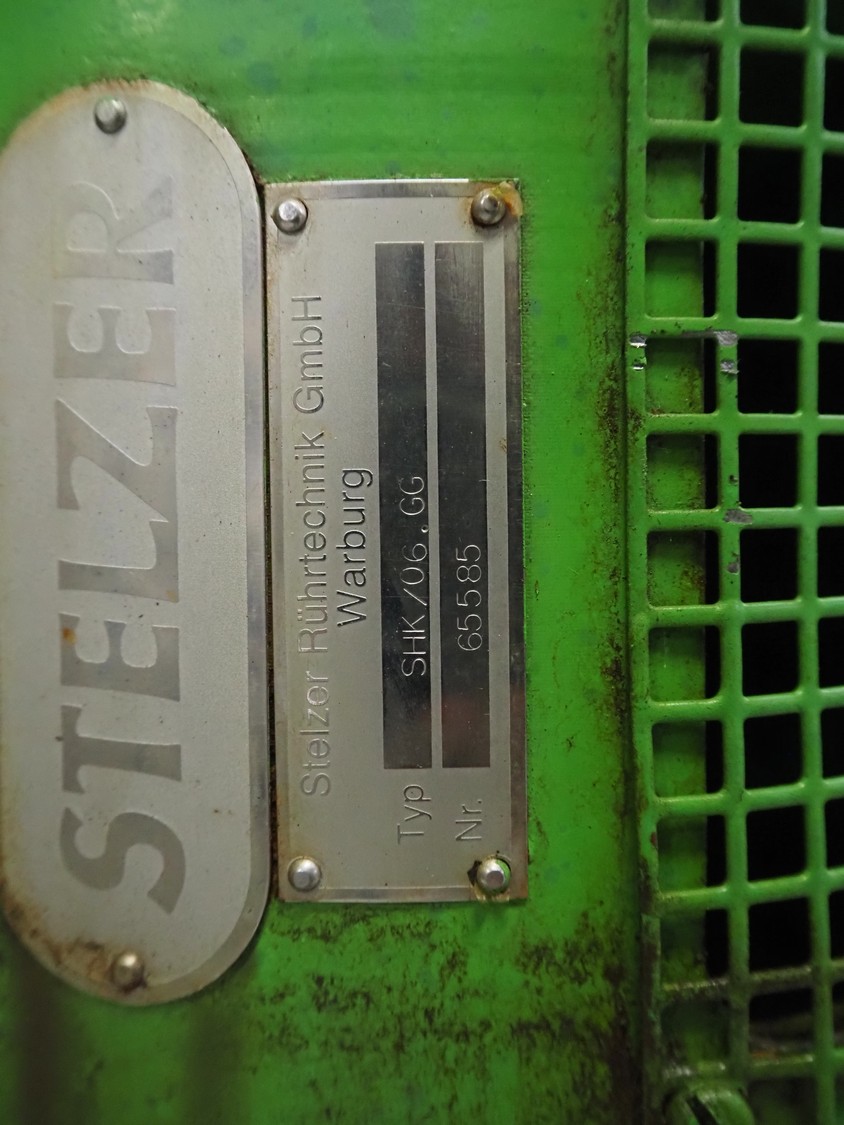 STELZER
Stelzer Rührtechnik GmbH
Warburg
Typ SHK/06.GG
Nr. 65585